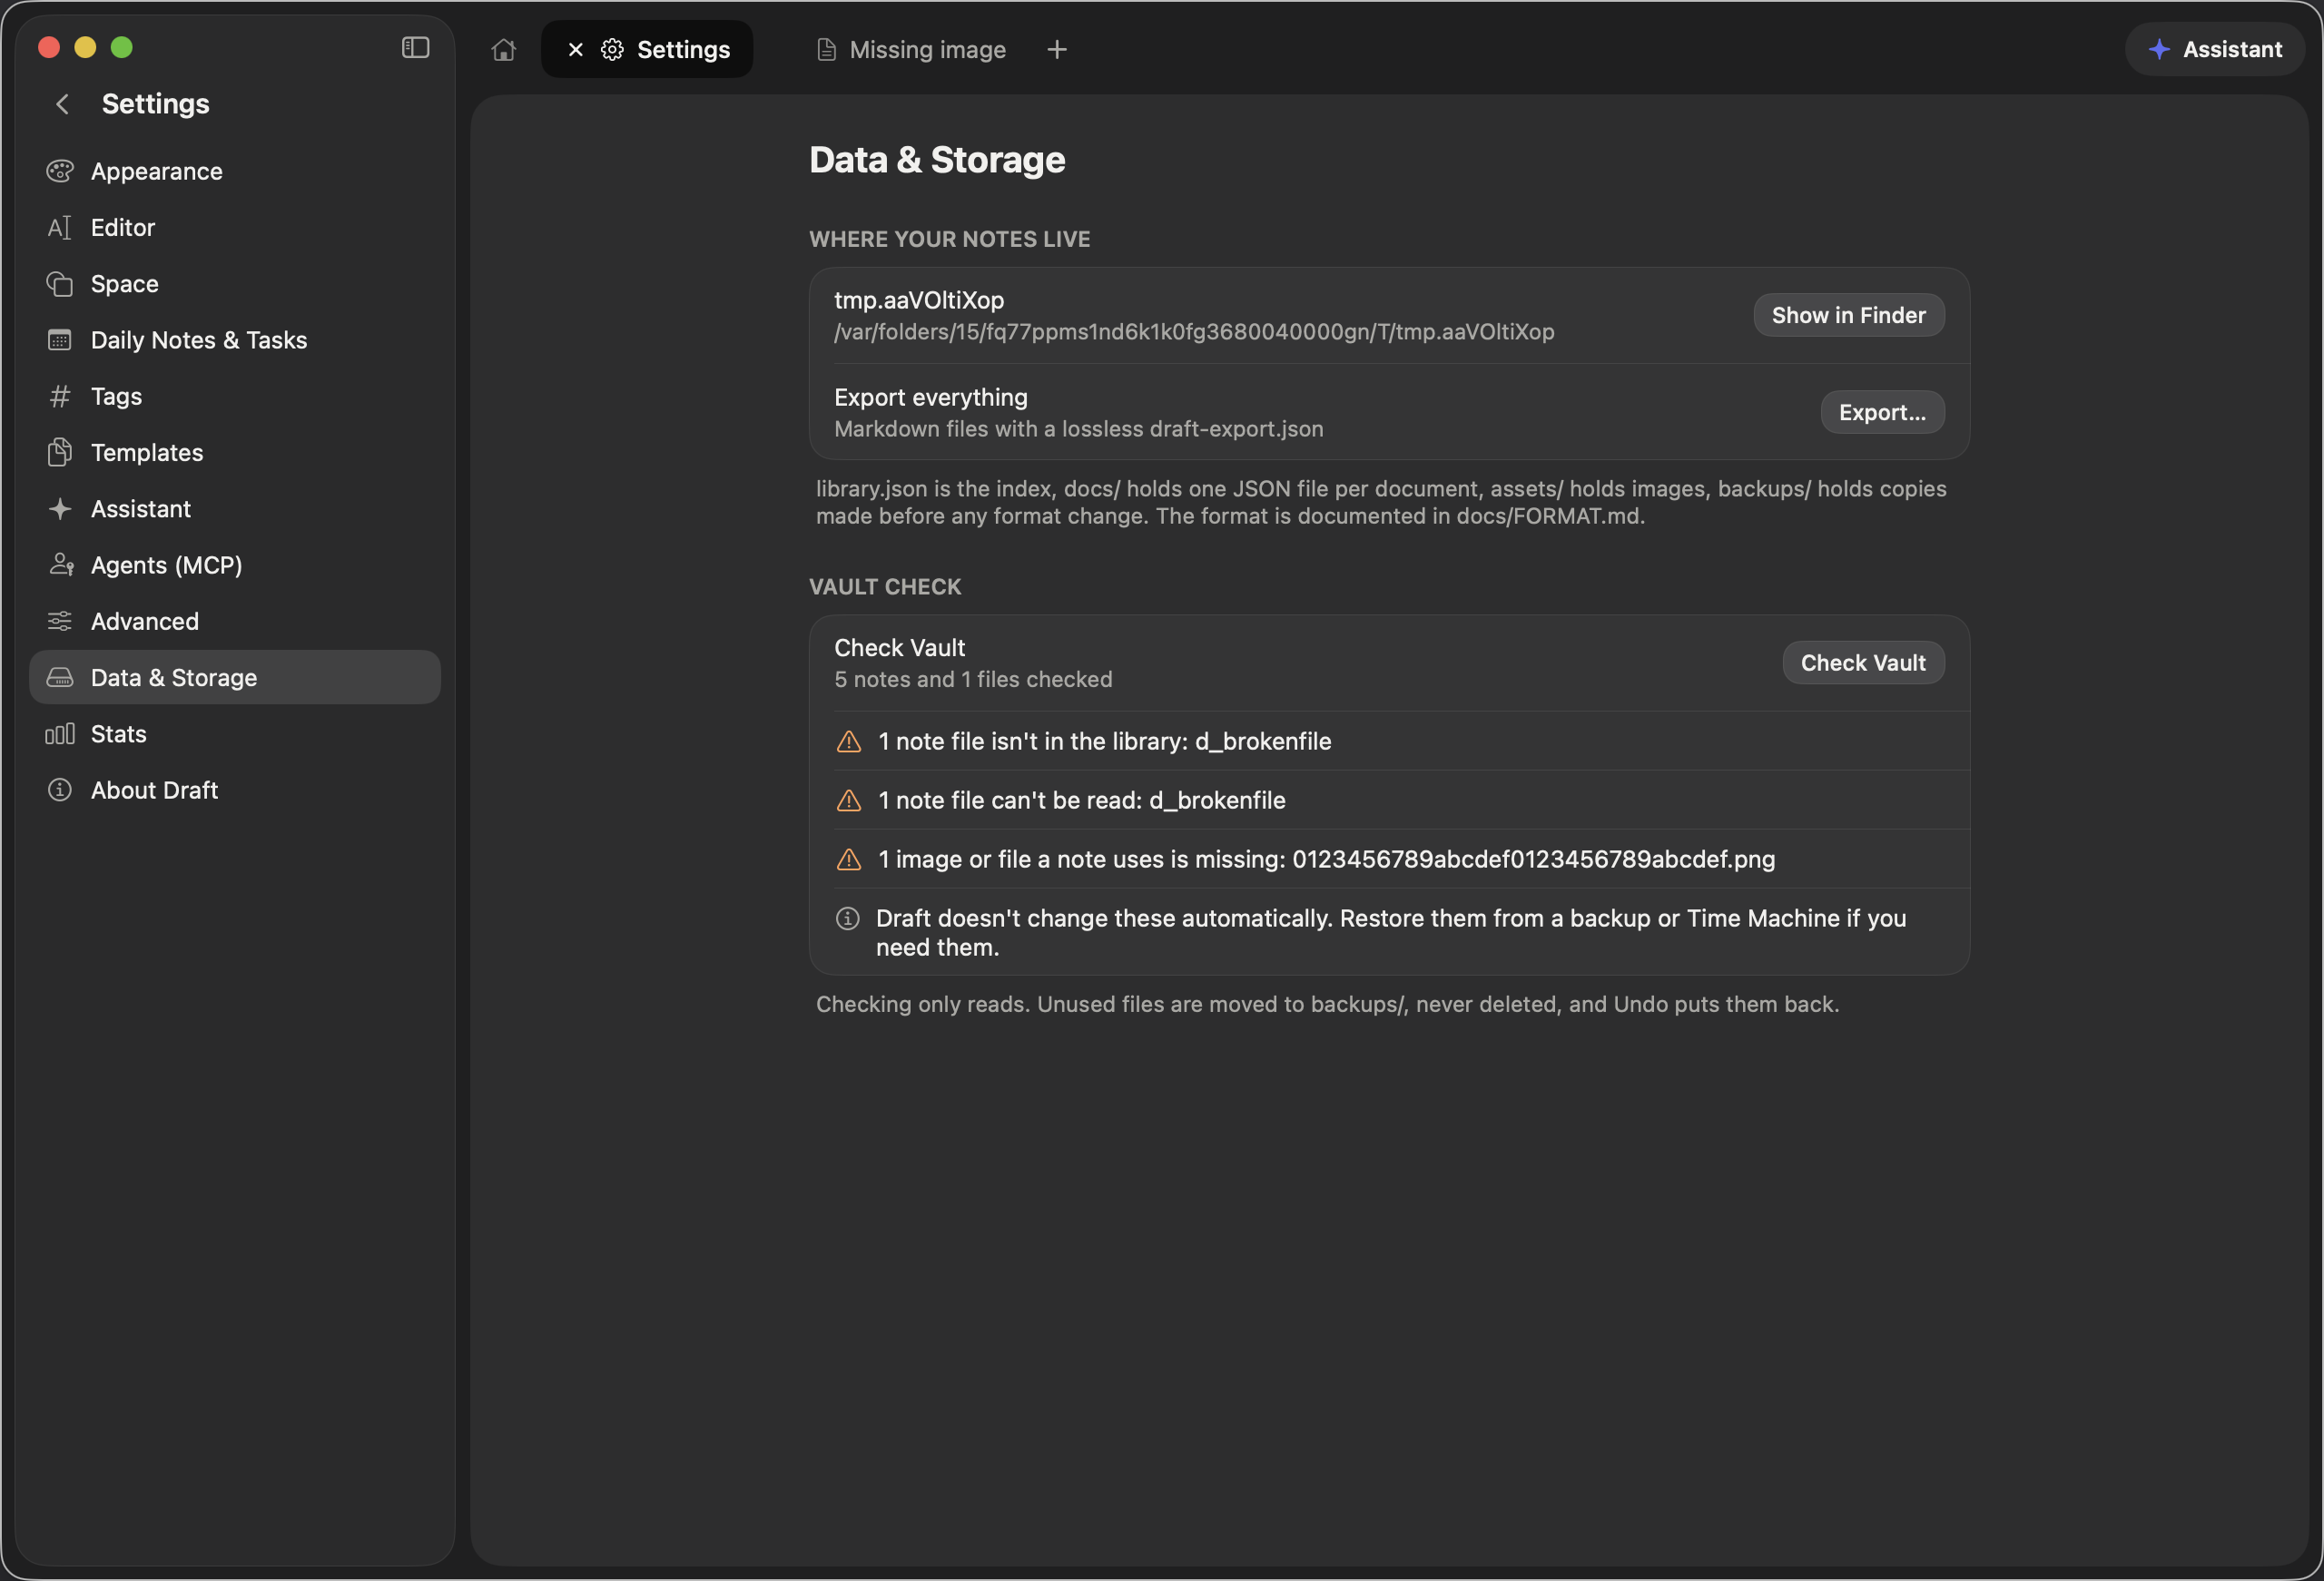 Settings
Missing image
Assistant
Settings
Appearance
Editor
Space
Daily Notes & Tasks
Tags
Templates
Assistant
Agents (MCP)
Advanced
Data & Storage
Stats
About Draft
Data & Storage
WHERE YOUR NOTES LIVE
tmp.aaVOltiXop
/var/folders/15/fq77ppms1nd6k1k0fg3680040000gn/T/tmp.aaVOltiXop
Show in Finder
Export everything
Markdown files with a lossless draft-export.json
Export...
library.json is the index, docs/ holds one JSON file per document, assets/ holds images, backups/ holds copies
made before any format change. The format is documented in docs/FORMAT.md.
VAULT CHECK
Check Vault
5 notes and 1 files checked
Check Vault
1 note file isn't in the library: d_brokenfile
1 note file can't be read: d_brokenfile
1 image or file a note uses is missing: 0123456789abcdef0123456789abcdef.png
Draft doesn't change these automatically. Restore them from a backup or Time Machine if you
need them.
Checking only reads. Unused files are moved to backups/, never deleted, and Undo puts them back.